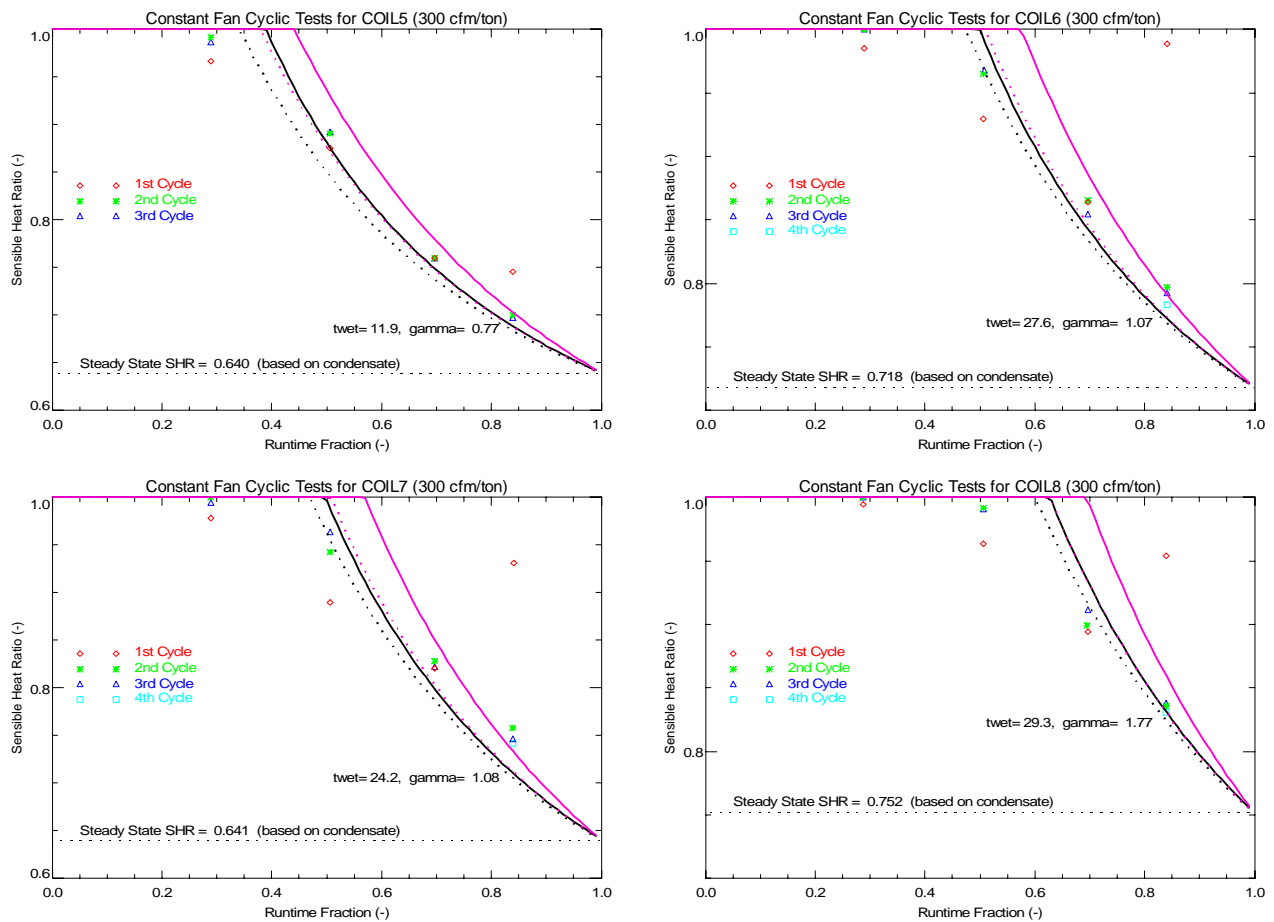 Constant Fan Cyclic Tests for COIL5 (300 cfm/ton)
1.0
0.8
0.6
Sensible Heat Ratio (-)
1st Cycle
2nd Cycle
3rd Cycle
twet= 11.9, gamma= 0.77
Steady State SHR = 0.640 (based on condensate)
0.0 0.2 0.4 0.6 0.8 1.0
Runtime Fraction (-)
Constant Fan Cyclic Tests for COIL6 (300 cfm/ton)
1.0
0.8
Sensible Heat Ratio (-)
1st Cycle
2nd Cycle
3rd Cycle
4th Cycle
twet= 27.6, gamma= 1.07
Steady State SHR = 0.718 (based on condensate)
0.0 0.2 0.4 0.6 0.8 1.0
Runtime Fraction (-)
Constant Fan Cyclic Tests for COIL7 (300 cfm/ton)
1.0
0.8
0.6
Sensible Heat Ratio (-)
1st Cycle
2nd Cycle
3rd Cycle
4th Cycle
twet= 24.2, gamma= 1.08
Steady State SHR = 0.641 (based on condensate)
0.0 0.2 0.4 0.6 0.8 1.0
Runtime Fraction (-)
Constant Fan Cyclic Tests for COIL8 (300 cfm/ton)
1.0
0.8
Sensible Heat Ratio (-)
1st Cycle
2nd Cycle
3rd Cycle
4th Cycle
twet= 29.3, gamma= 1.77
Steady State SHR = 0.752 (based on condensate)
0.0 0.2 0.4 0.6 0.8 1.0
Runtime Fraction (-)